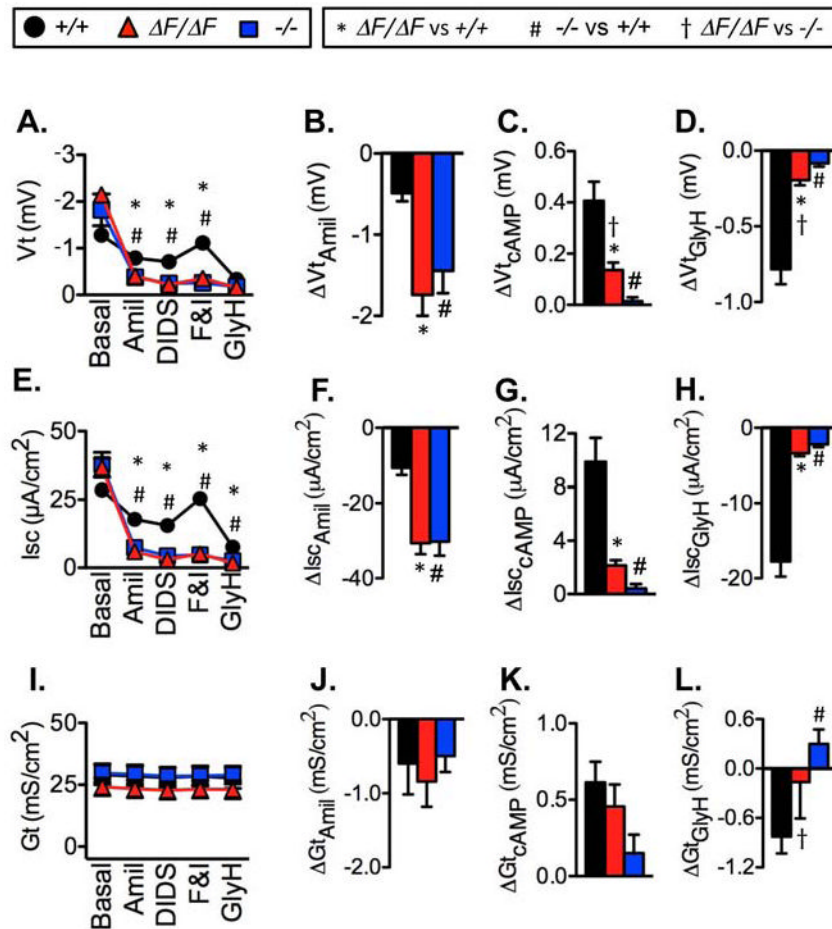 +/+ ΔF/ΔF -/- * ΔF/ΔF vs +/+ # -/- vs +/+ † ΔF/ΔF vs -/-
A.
Vt (mV)
-3
-2
-1
0
* * *
# # #
Basal
Amil
DIDS
F&I
GlyH
B.
ΔVtAmil (mV)
0
-1
-2
* #
C.
ΔVtcAMP (mV)
0.6
0.4
0.2
0.0
†
* #
D.
ΔVtGlyH (mV)
0.0
-0.5
-1.0
* #
†
E.
Isc (µA/cm²)
50
25
0
* * * *
# # # #
Basal
Amil
DIDS
F&I
GlyH
F.
ΔIscAmil (µA/cm²)
0
-20
-40
* #
G.
ΔIsccAMP (µA/cm²)
12
8
4
0
* #
H.
ΔIscGlyH (µA/cm²)
0
-10
-20
* #
I.
Gt (mS/cm²)
50
25
0
Basal
Amil
DIDS
F&I
GlyH
J.
ΔGtAmil (mS/cm²)
0.0
-1.0
-2.0
K.
ΔGtcAMP (mS/cm²)
1.0
0.5
0.0
L.
ΔGtGlyH (mS/cm²)
0.6
0.0
-0.6
-1.2
#
†